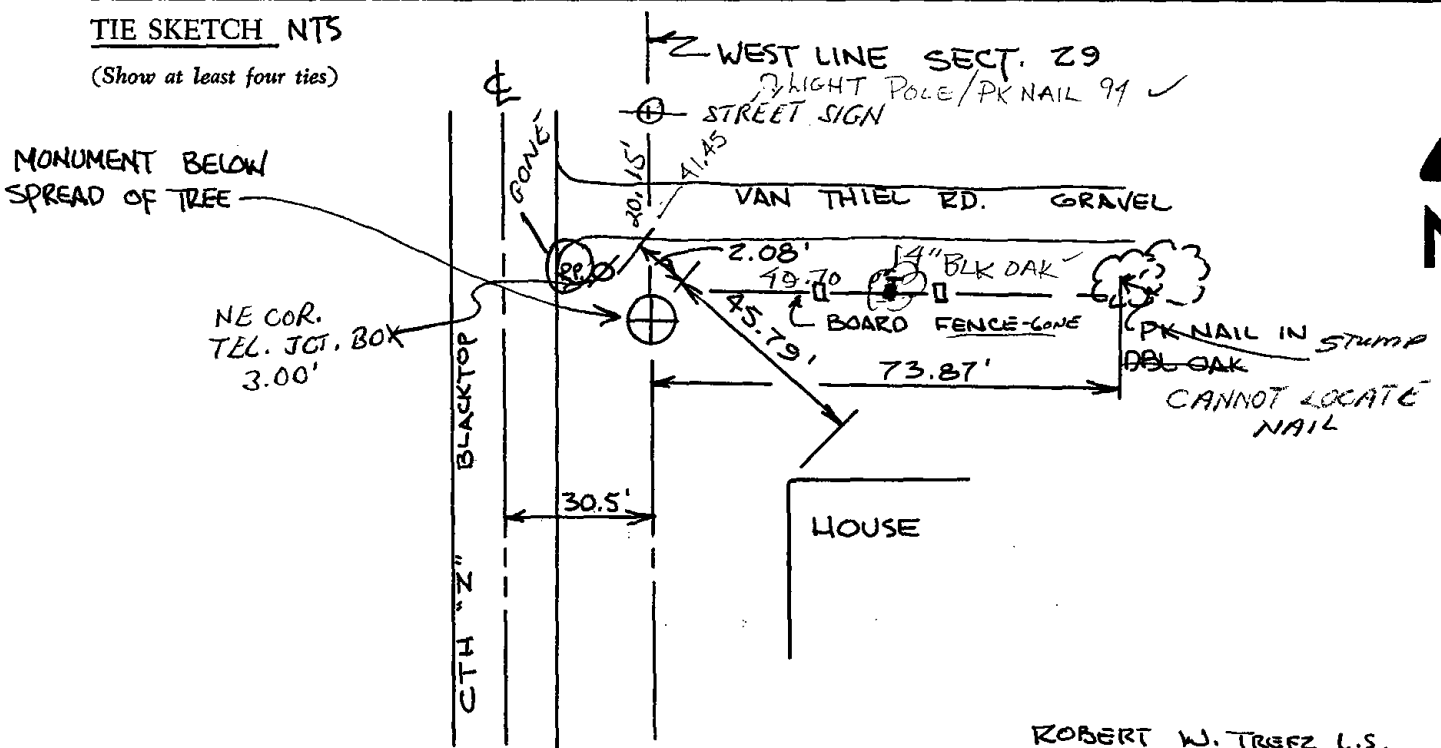 TIE SKETCH NTS
(Show at least four ties)
WEST LINE SECT. 29
LIGHT POLE/PK NAIL 94 ✓
STREET SIGN
℄
GONE
20.15'
41.45
MONUMENT BELOW
SPREAD OF TREE
VAN THIEL RD. GRAVEL
R.P.
2.08'
14" BLK OAK
49.70
NE COR.
TEL. JCT. BOX
3.00'
BOARD FENCE-GONE
45.79'
PK NAIL IN STUMP
DBL OAK
73.87'
CANNOT LOCATE
NAIL
CTH "Z" BLACKTOP
30.5'
HOUSE
N
ROBERT W. TREFZ L.S.